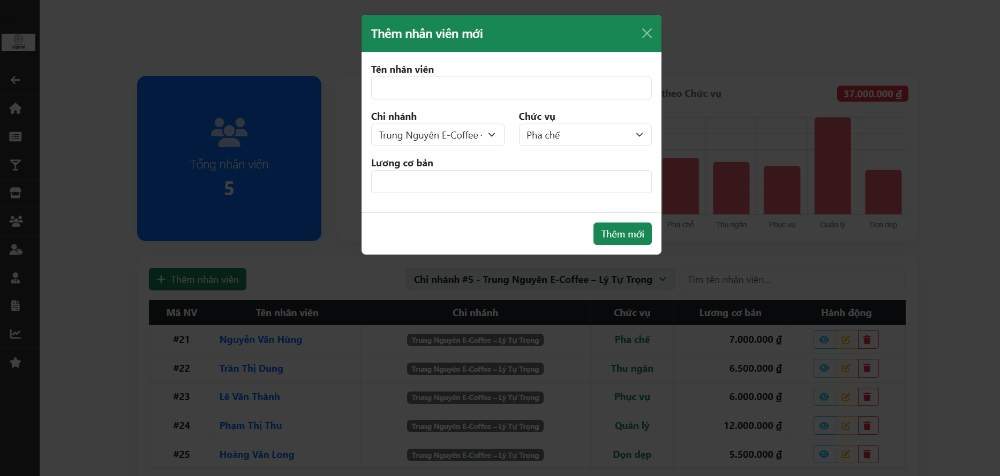 Legend
Thêm nhân viên mới
Tên nhân viên
Chi nhánh
Chức vụ
Trung Nguyên E-Coffee -
Pha chế
Lương cơ bản
Thêm mới
Tổng nhân viên
5
theo Chức vụ
37.000.000 ₫
Pha chế
Thu ngân
Phục vụ
Quản lý
Dọn dẹp
Thêm nhân viên
Chi nhánh #5 - Trung Nguyên E-Coffee – Lý Tự Trọng
Tìm tên nhân viên...
Mã NV Tên nhân viên Chi nhánh Chức vụ Lương cơ bản Hành động
#21 Nguyễn Văn Hùng Trung Nguyên E-Coffee – Lý Tự Trọng Pha chế 7.000.000 ₫
#22 Trần Thị Dung Trung Nguyên E-Coffee – Lý Tự Trọng Thu ngân 6.500.000 ₫
#23 Lê Văn Thành Trung Nguyên E-Coffee – Lý Tự Trọng Phục vụ 6.000.000 ₫
#24 Phạm Thị Thu Trung Nguyên E-Coffee – Lý Tự Trọng Quản lý 12.000.000 ₫
#25 Hoàng Văn Long Trung Nguyên E-Coffee – Lý Tự Trọng Dọn dẹp 5.500.000 ₫